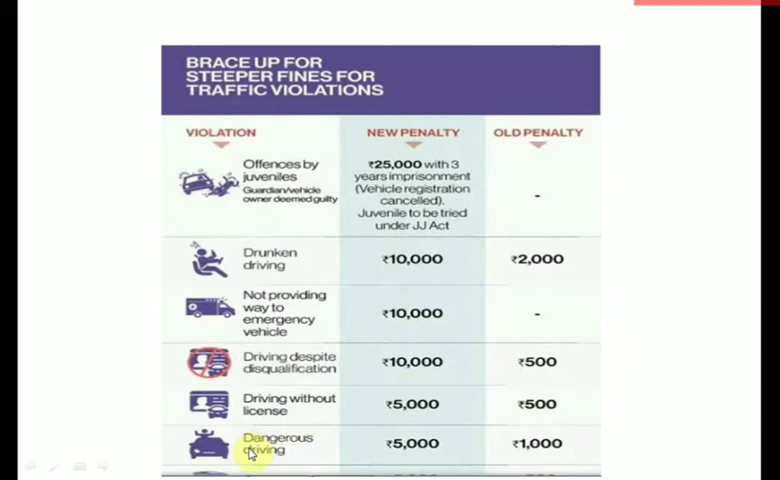 BRACE UP FOR
STEEPER FINES FOR
TRAFFIC VIOLATIONS
VIOLATION NEW PENALTY OLD PENALTY
Offences by
juveniles
Guardian/vehicle
owner deemed guilty
₹25,000 with 3
years imprisonment
(Vehicle registration
cancelled).
Juvenile to be tried
under JJ Act
-
Drunken
driving
₹10,000 ₹2,000
Not providing
way to
emergency
vehicle
₹10,000 -
Driving despite
disqualification
₹10,000 ₹500
Driving without
license
₹5,000 ₹500
Dangerous
driving
₹5,000 ₹1,000